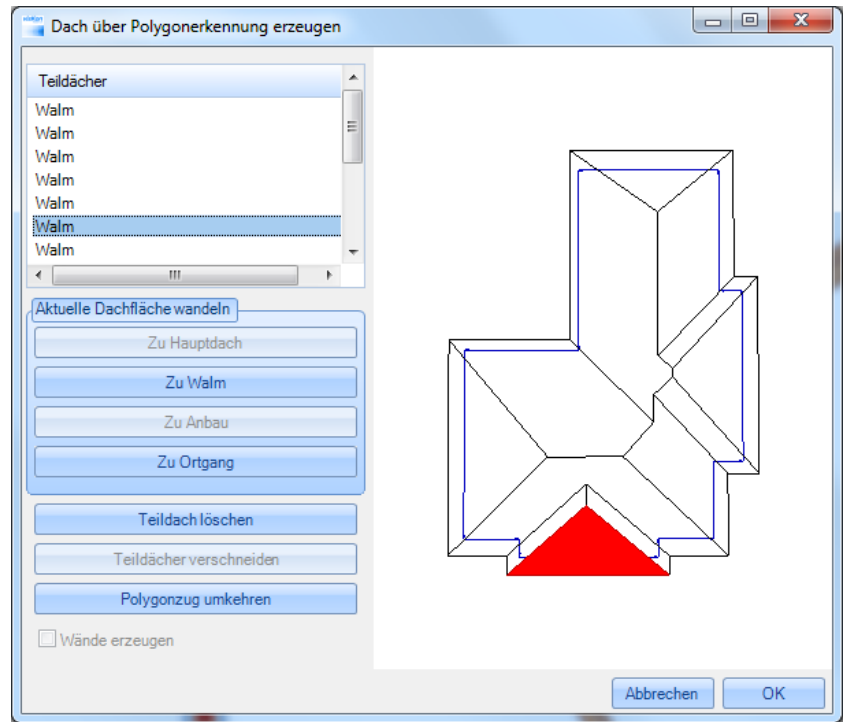 Dach über Polygonerkennung erzeugen
Teildächer
Walm
Walm
Walm
Walm
Walm
Walm
Walm
Aktuelle Dachfläche wandeln
Zu Hauptdach
Zu Walm
Zu Anbau
Zu Ortgang
Teildach löschen
Teildächer verschneiden
Polygonzug umkehren
Wände erzeugen
Abbrechen
OK